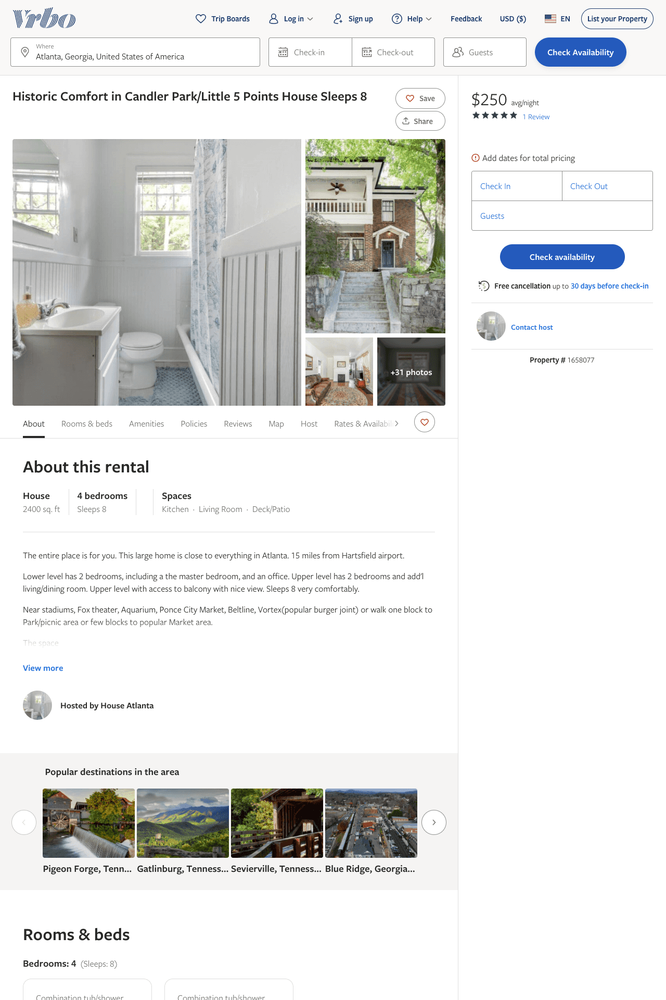 Vrbo
Trip Boards
Log in
Sign up
Help
Feedback
USD ($)
EN
List your Property
Where
Atlanta, Georgia, United States of America
Check-in
Check-out
Guests
Check Availability
Historic Comfort in Candler Park/Little 5 Points House Sleeps 8
Save
Share
+31 photos
$250 avg/night
1 Review
Add dates for total pricing
Check In
Check Out
Guests
Check availability
Free cancellation up to 30 days before check-in
Contact host
Property # 1658077
About
Rooms & beds
Amenities
Policies
Reviews
Map
Host
Rates & Availabili
About this rental
House
2400 sq. ft
4 bedrooms
Sleeps 8
Spaces
Kitchen · Living Room · Deck/Patio
The entire place is for you. This large home is close to everything in Atlanta. 15 miles from Hartsfield airport.
Lower level has 2 bedrooms, including a the master bedroom, and an office. Upper level has 2 bedrooms and add'l
living/dining room. Upper level with access to balcony with nice view. Sleeps 8 very comfortably.
Near stadiums, Fox theater, Aquarium, Ponce City Market, Beltline, Vortex(popular burger joint) or walk one block to
Park/picnic area or few blocks to popular Market area.
The space
View more
Hosted by House Atlanta
Popular destinations in the area
Pigeon Forge, Tenn...
Gatlinburg, Tenness...
Sevierville, Tenness...
Blue Ridge, Georgia...
Rooms & beds
Bedrooms: 4 (Sleeps: 8)
Combination tub/shower
Combination tub/shower